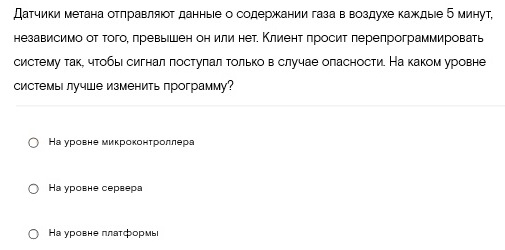 Датчики метана отправляют данные о содержании газа в воздухе каждые 5 минут,
независимо от того, превышен он или нет. Клиент просит перепрограммировать
систему так, чтобы сигнал поступал только в случае опасности. На каком уровне
системы лучше изменить программу?
На уровне микроконтроллера
На уровне сервера
На уровне платформы